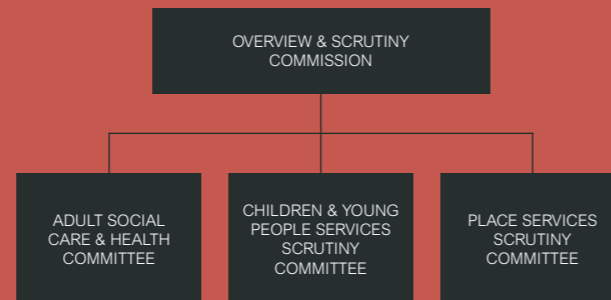 OVERVIEW & SCRUTINY
COMMISSION
ADULT SOCIAL
CARE & HEALTH
COMMITTEE
CHILDREN & YOUNG
PEOPLE SERVICES
SCRUTINY
COMMITTEE
PLACE SERVICES
SCRUTINY
COMMITTEE